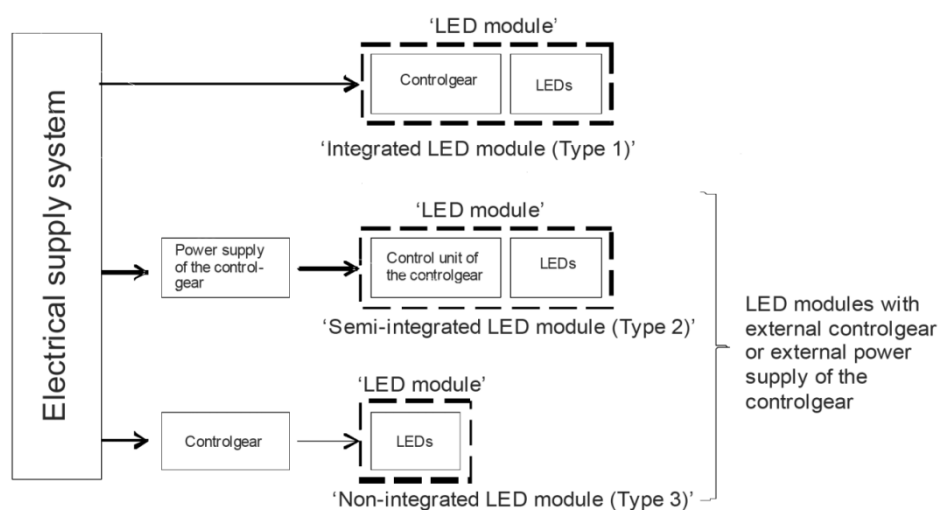 Electrical supply system
'LED module'
Controlgear
LEDs
'Integrated LED module (Type 1)'
'LED module'
Power supply
of the control-
gear
Control unit of
the controlgear
LEDs
'Semi-integrated LED module (Type 2)'
LED modules with
external controlgear
or external power
supply of the
controlgear
'LED module'
Controlgear
LEDs
'Non-integrated LED module (Type 3)'